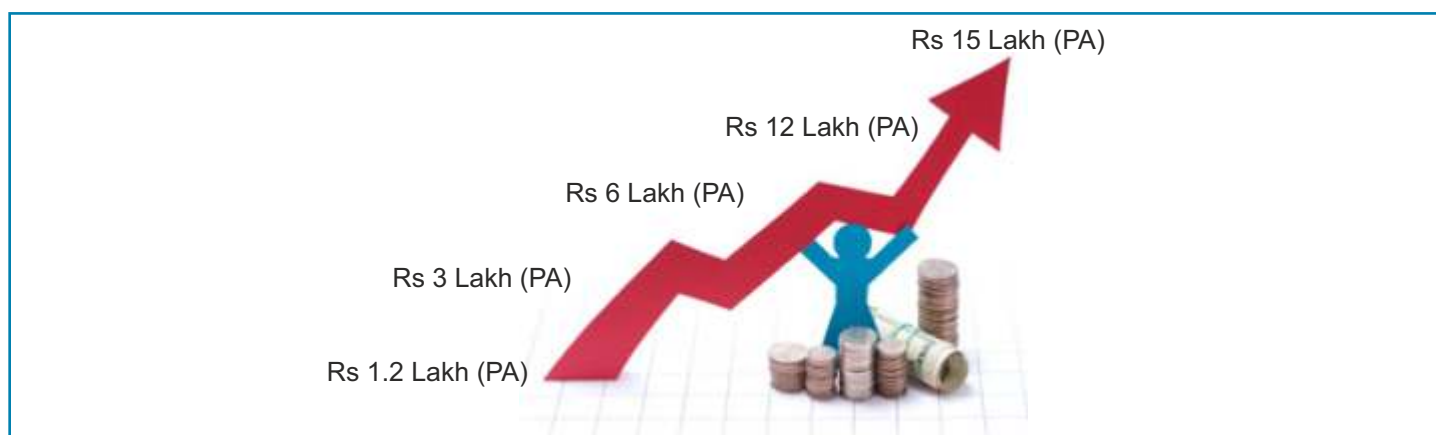 Rs 15 Lakh (PA)
Rs 12 Lakh (PA)
Rs 6 Lakh (PA)
Rs 3 Lakh (PA)
Rs 1.2 Lakh (PA)